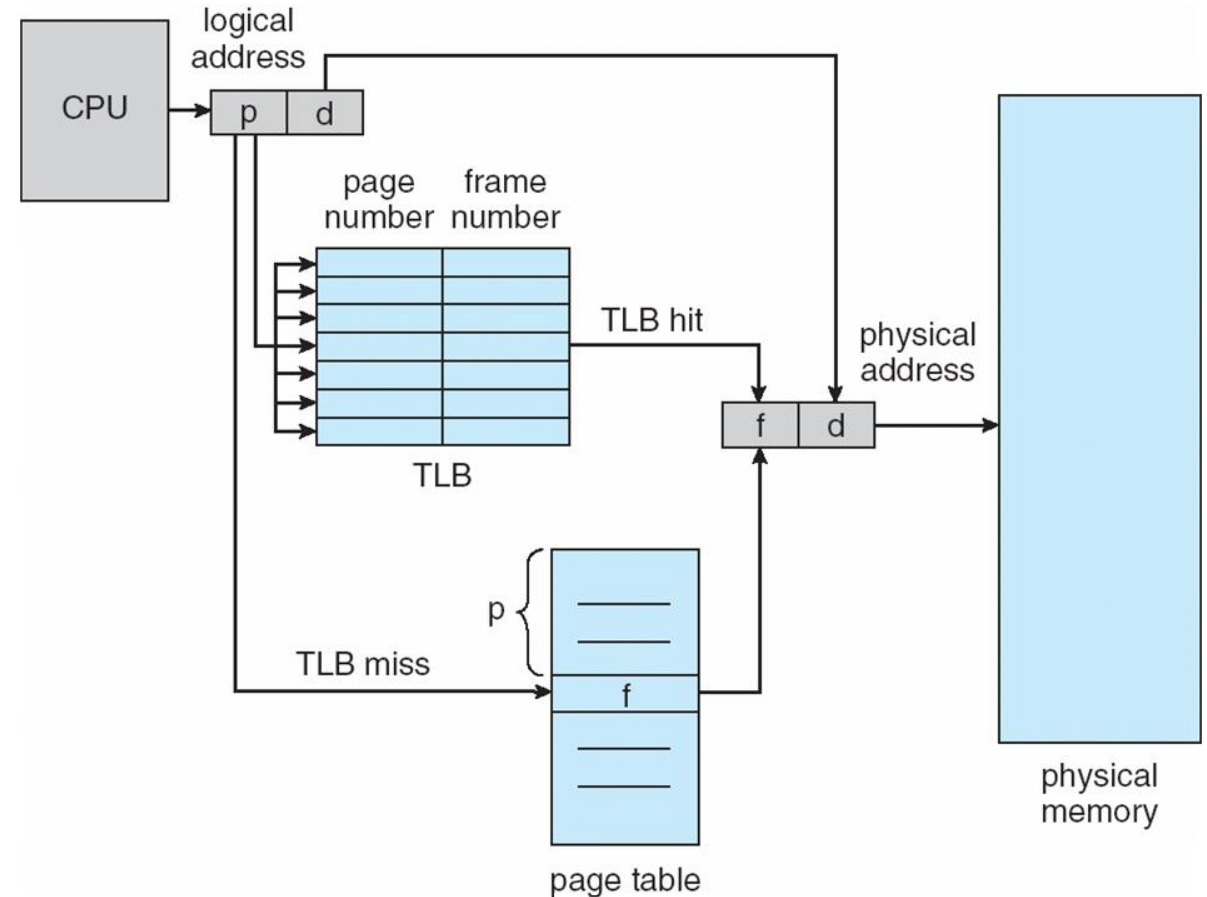 logical
address
CPU
p
d
page
number
frame
number
TLB hit
physical
address
f
d
TLB
p
TLB miss
f
physical
memory
page table